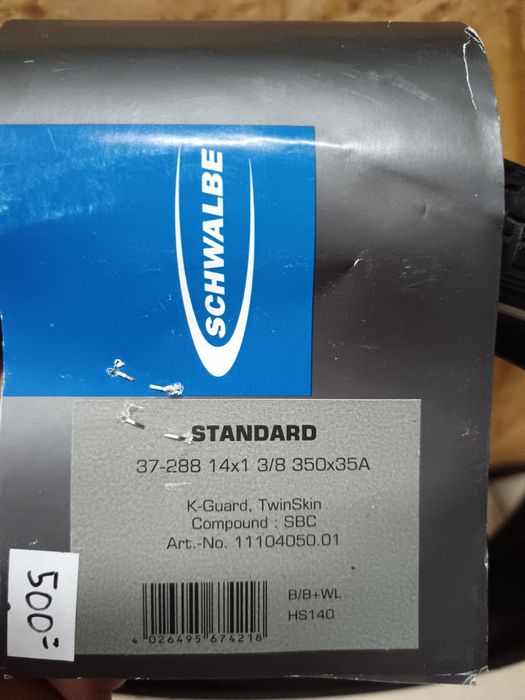 SCHWALBE
STANDARD
37-288 14x1 3/8 350x35A
K-Guard, TwinSkin
Compound : SBC
Art.-No. 11104050.01
B/B+WL
HS140
4 026495 674218
500:-